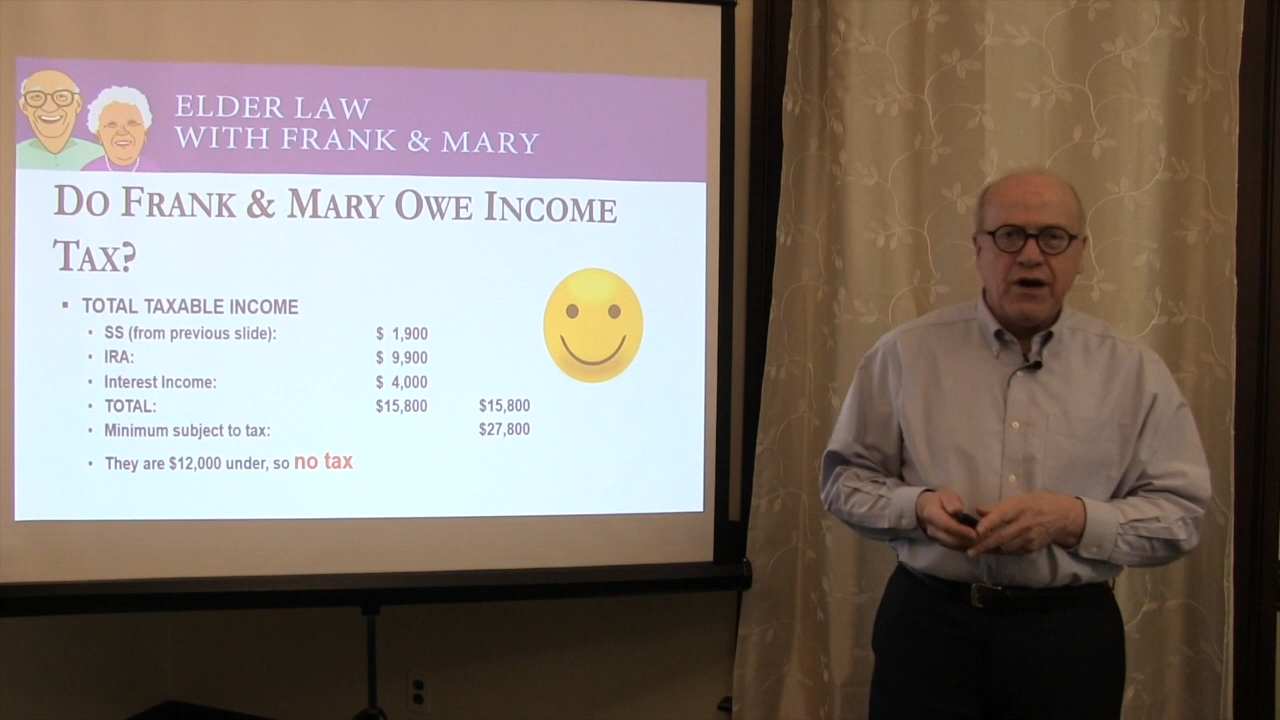 ELDER LAW
WITH FRANK & MARY
DO FRANK & MARY OWE INCOME
TAX?
▪ TOTAL TAXABLE INCOME
• SS (from previous slide): $ 1,900
• IRA: $ 9,900
• Interest Income: $ 4,000
• TOTAL: $15,800 $15,800
• Minimum subject to tax: $27,800
• They are $12,000 under, so no tax